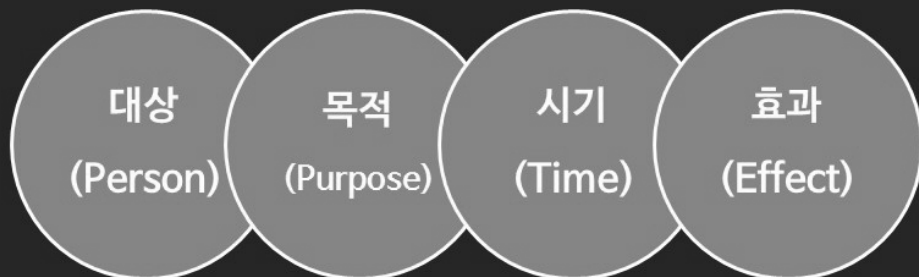 대상
(Person)
목적
(Purpose)
시기
(Time)
효과
(Effect)